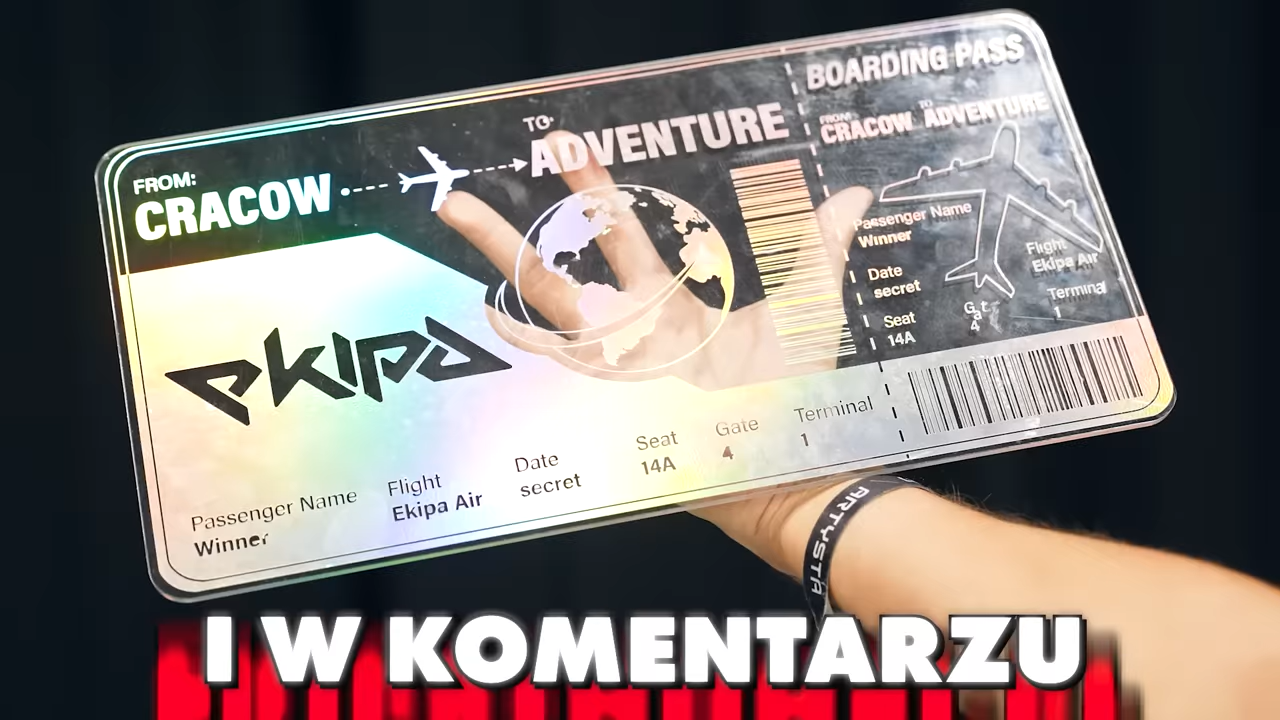 FROM:
CRACOW
TO:
ADVENTURE
ekipa
Passenger Name
Winner
Flight
Ekipa Air
Date
secret
Seat
14A
Gate
4
Terminal
1
BOARDING PASS
FROM:
CRACOW
TO
ADVENTURE
Passenger Name
Winner
Flight
Ekipa Air
Date
secret
Terminal
1
Seat
14A
Gate
4
ARTYSTA
I W KOMENTARZU